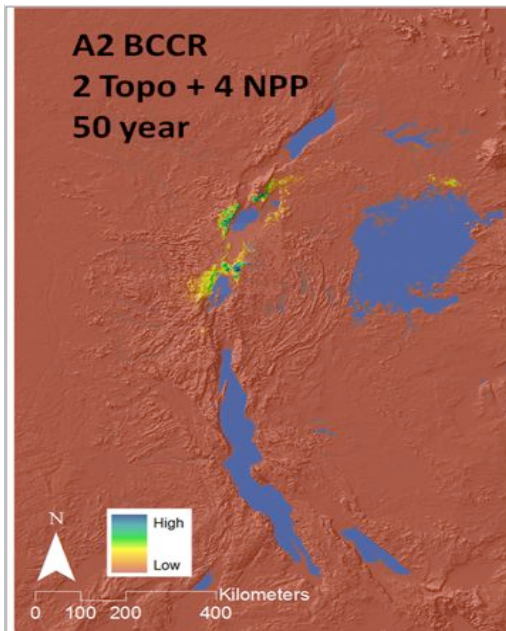 A2 BCCR
2 Topo + 4 NPP
50 year
N
High
Low
Kilometers
0 100 200 400